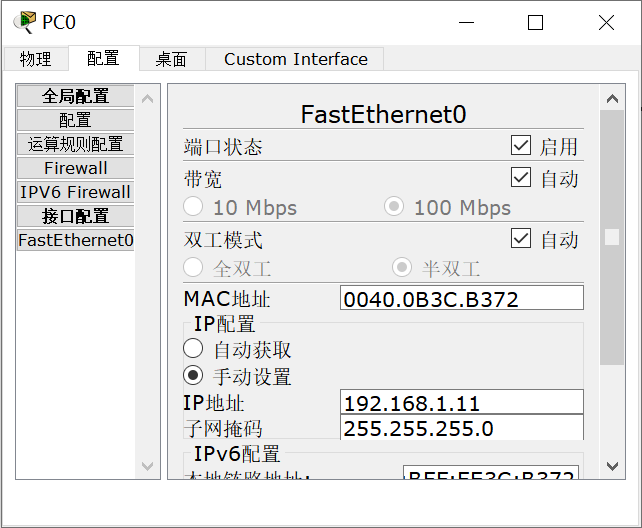 PC0
物理 配置 桌面 Custom Interface
全局配置
配置
运算规则配置
Firewall
IPV6 Firewall
接口配置
FastEthernet0
FastEthernet0
端口状态 启用
带宽 自动
10 Mbps 100 Mbps
双工模式 自动
全双工 半双工
MAC地址 0040.0B3C.B372
IP配置
自动获取
手动设置
IP地址 192.168.1.11
子网掩码 255.255.255.0
IPv6配置
本地链路地址: BFF:FE3C:B372